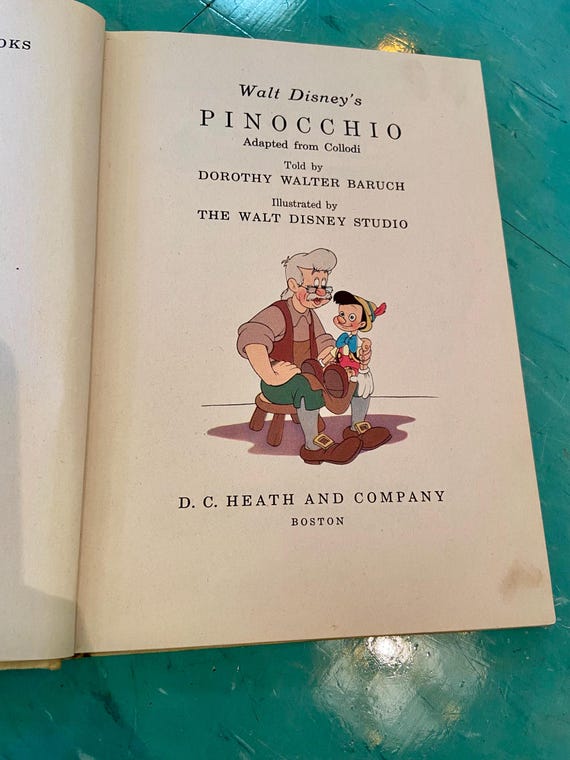 OKS
Walt Disney's
PINOCCHIO
Adapted from Collodi
Told by
DOROTHY WALTER BARUCH
Illustrated by
THE WALT DISNEY STUDIO
D. C. HEATH AND COMPANY
BOSTON